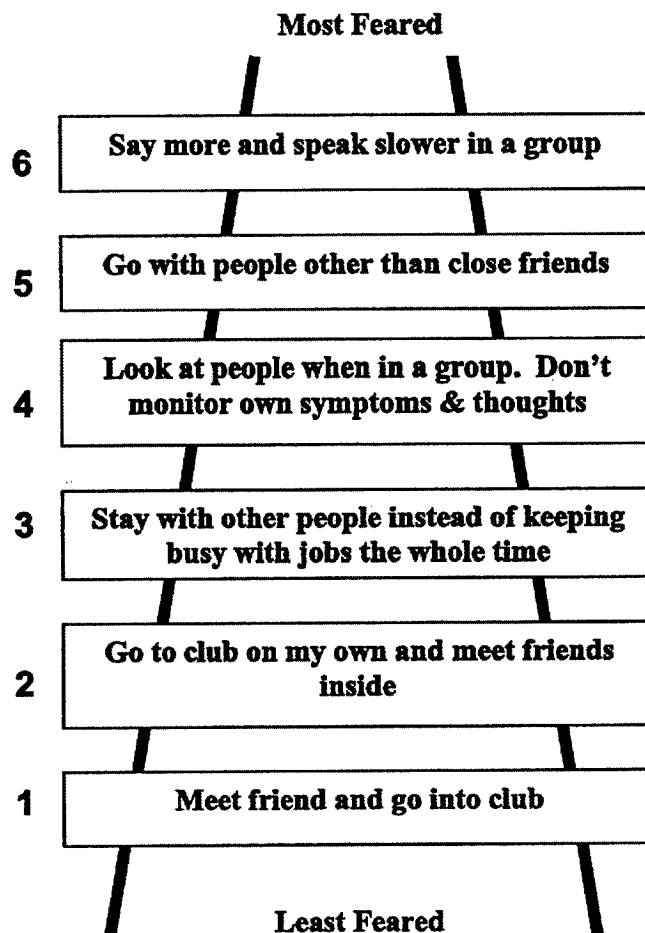 Most Feared
6
Say more and speak slower in a group
5
Go with people other than close friends
4
Look at people when in a group. Don't
monitor own symptoms & thoughts
3
Stay with other people instead of keeping
busy with jobs the whole time
2
Go to club on my own and meet friends
inside
1
Meet friend and go into club
Least Feared